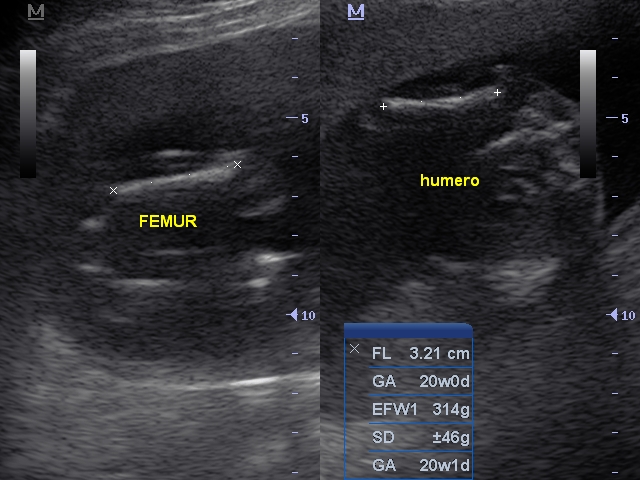 M
M
5
5
FEMUR
humero
10
10
× FL 3.21 cm
GA 20w0d
EFW1 314g
SD ±46g
GA 20w1d